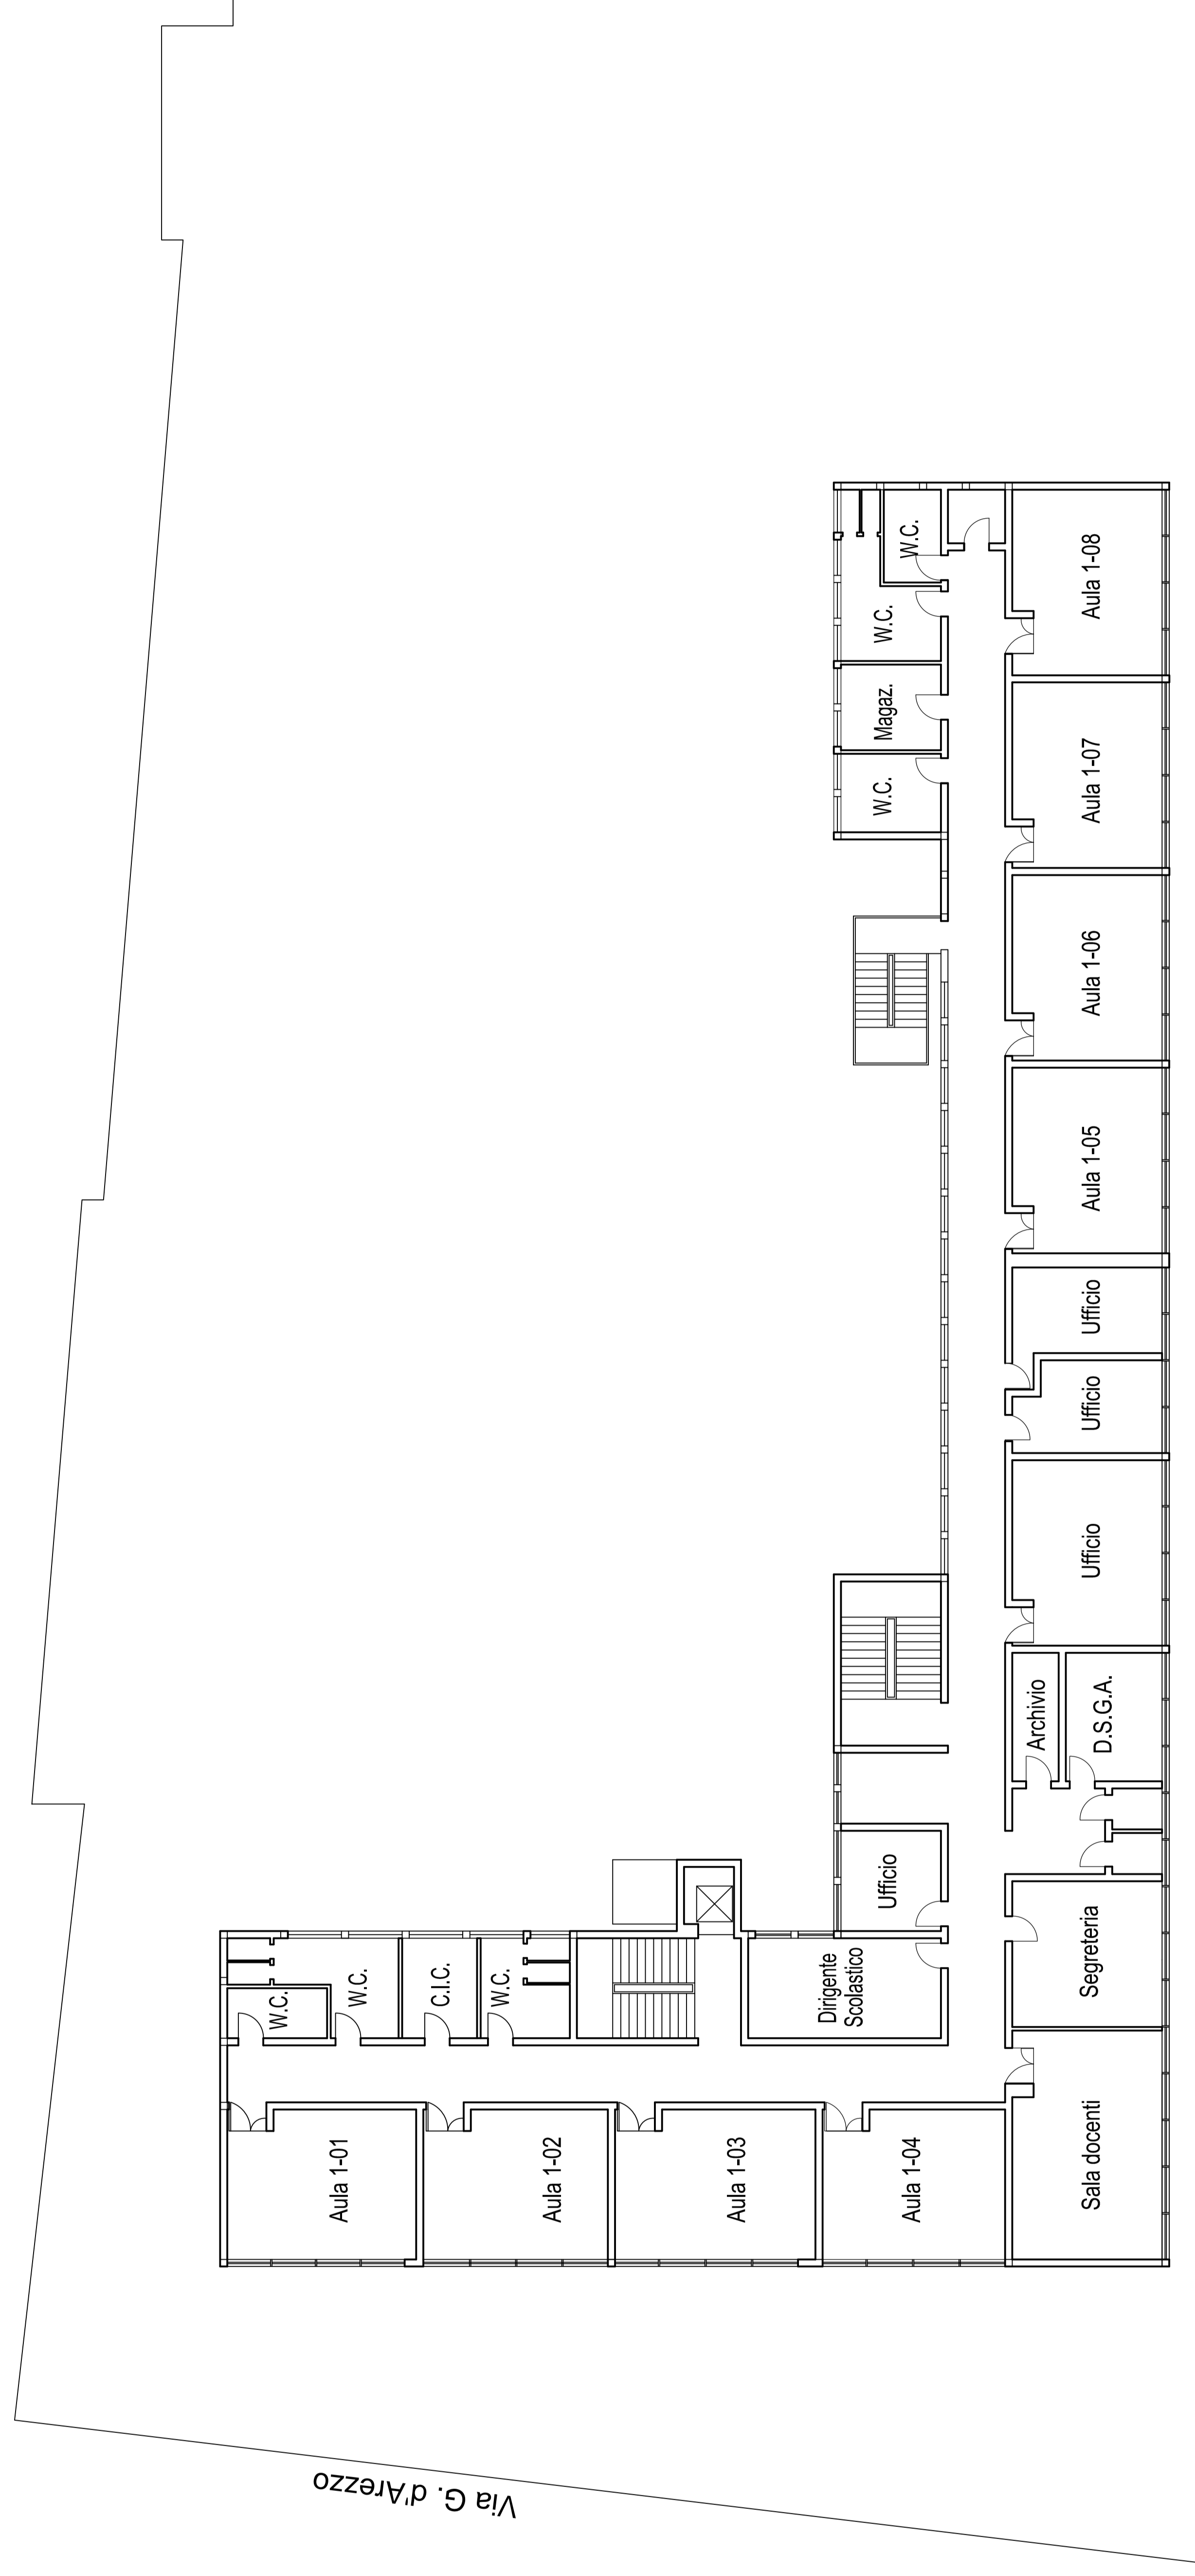 W.C.
W.C.
Magaz.
W.C.
Aula 1-08
Aula 1-07
Aula 1-06
Aula 1-05
Ufficio
Ufficio
Ufficio
Archivio
D.S.G.A.
Ufficio
Dirigente
Scolastico
Segreteria
Sala docenti
W.C.
W.C.
C.I.C.
W.C.
Aula 1-01
Aula 1-02
Aula 1-03
Aula 1-04
Via G. d'Arezzo